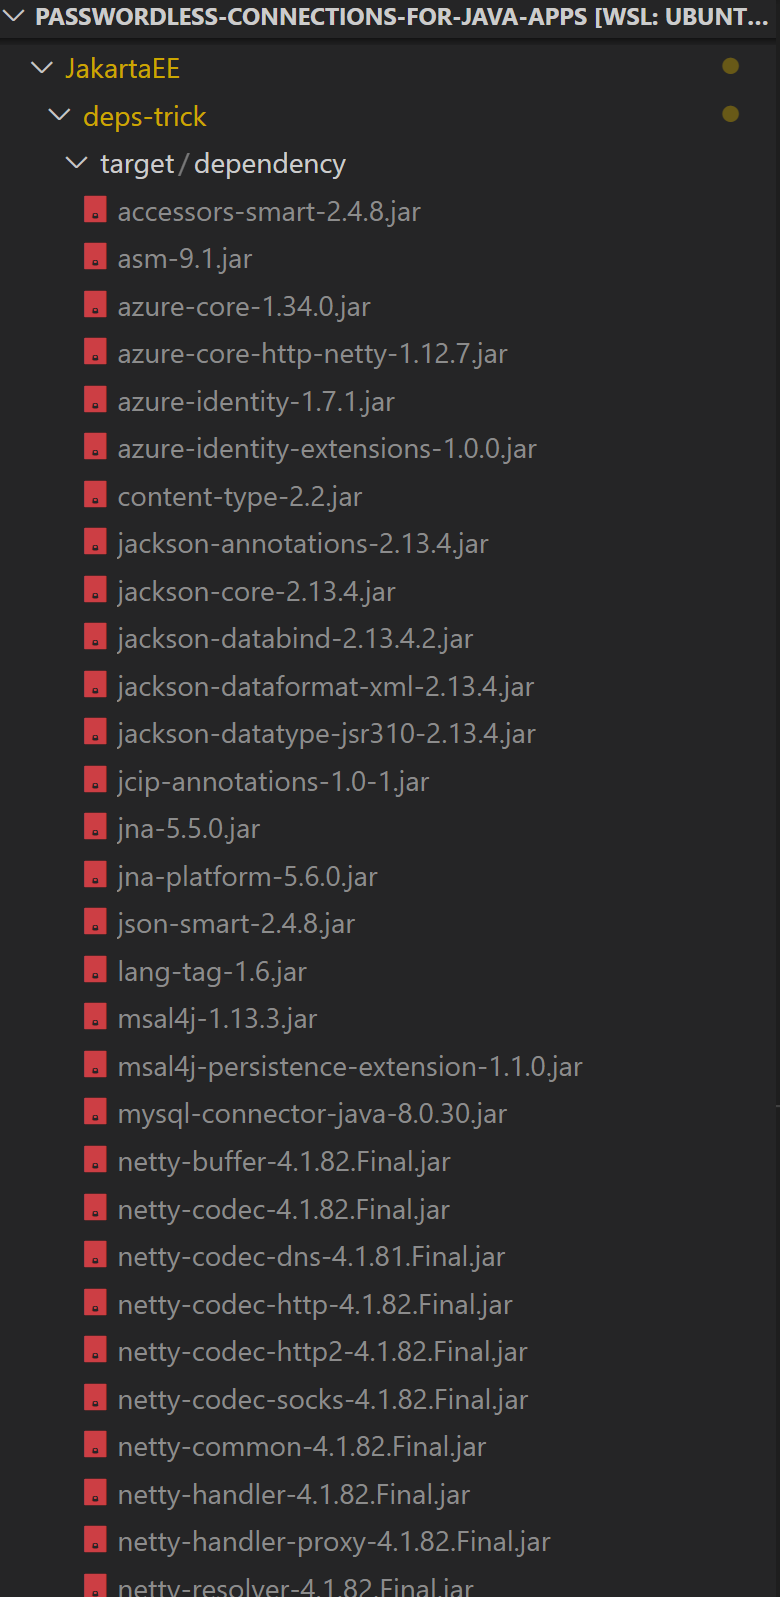 PASSWORDLESS-CONNECTIONS-FOR-JAVA-APPS [WSL: UBUNT...
JakartaEE
deps-trick
target / dependency
accessors-smart-2.4.8.jar
asm-9.1.jar
azure-core-1.34.0.jar
azure-core-http-netty-1.12.7.jar
azure-identity-1.7.1.jar
azure-identity-extensions-1.0.0.jar
content-type-2.2.jar
jackson-annotations-2.13.4.jar
jackson-core-2.13.4.jar
jackson-databind-2.13.4.2.jar
jackson-dataformat-xml-2.13.4.jar
jackson-datatype-jsr310-2.13.4.jar
jcip-annotations-1.0-1.jar
jna-5.5.0.jar
jna-platform-5.6.0.jar
json-smart-2.4.8.jar
lang-tag-1.6.jar
msal4j-1.13.3.jar
msal4j-persistence-extension-1.1.0.jar
mysql-connector-java-8.0.30.jar
netty-buffer-4.1.82.Final.jar
netty-codec-4.1.82.Final.jar
netty-codec-dns-4.1.81.Final.jar
netty-codec-http-4.1.82.Final.jar
netty-codec-http2-4.1.82.Final.jar
netty-codec-socks-4.1.82.Final.jar
netty-common-4.1.82.Final.jar
netty-handler-4.1.82.Final.jar
netty-handler-proxy-4.1.82.Final.jar
netty-resolver-4.1.82.Final.jar